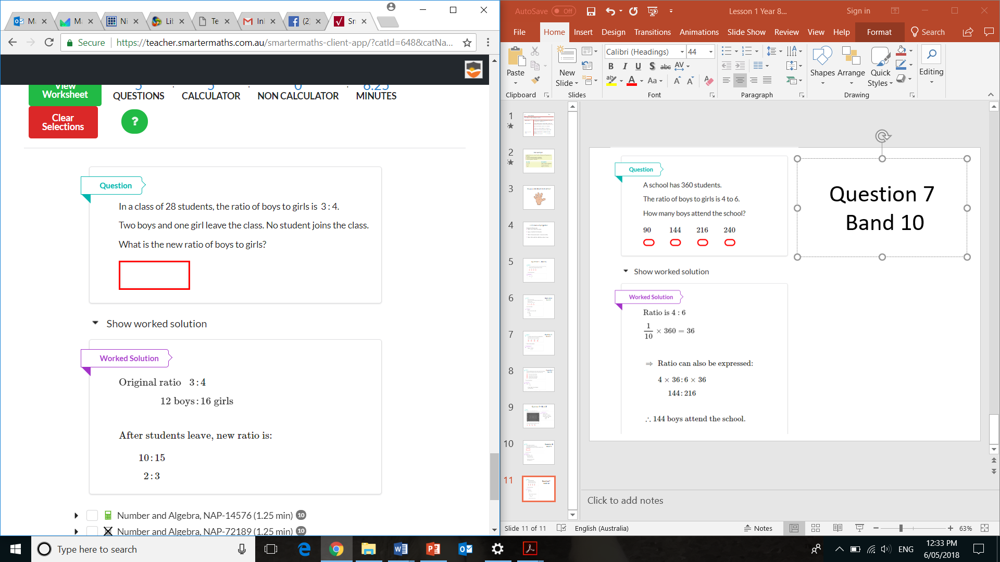 M
M
Ni
Lib
Te
Inl
(2)
Sn
Secure
https://teacher.smartermaths.com.au/smartermaths-client-app/?catId=648&catNa...
View Worksheet
5 QUESTIONS
5 CALCULATOR
0 NON CALCULATOR
6.25 MINUTES
Clear Selections
?
Question
In a class of 28 students, the ratio of boys to girls is 3 : 4.
Two boys and one girl leave the class. No student joins the class.
What is the new ratio of boys to girls?
Show worked solution
Worked Solution
Original ratio 3 : 4
12 boys : 16 girls
After students leave, new ratio is:
10 : 15
2 : 3
Number and Algebra, NAP-14576 (1.25 min) 10
Number and Algebra, NAP-72189 (1.25 min) 10
AutoSave Off
Lesson 1 Year 8...
Sign in
File Home Insert Design Transitions Animations Slide Show Review View Help Format Search
Paste
Clipboard
New Slide
Slides
Calibri (Headings) 44
B I U S abc AV
ab A Aa A A
Font
Paragraph
Shapes Arrange Quick Styles
Drawing
Editing
1
2
3
4
5
6
7
8
9
10
11
Question
A school has 360 students.
The ratio of boys to girls is 4 to 6.
How many boys attend the school?
90 144 216 240
Show worked solution
Worked Solution
Ratio is 4 : 6
1/10 × 360 = 36
⇒ Ratio can also be expressed:
4 × 36 : 6 × 36
144 : 216
∴ 144 boys attend the school.
Question 7
Band 10
Click to add notes
Slide 11 of 11 English (Australia) Notes 63%
Type here to search
ENG
12:33 PM
6/05/2018